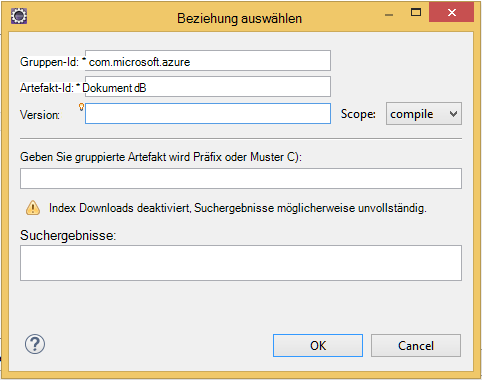 Beziehung auswählen
Gruppen-Id: * com.microsoft.azure
Artefakt-Id: * Dokument dB
Version: Scope: compile
Geben Sie gruppierte Artefakt wird Präfix oder Muster C):
Index Downloads deaktiviert, Suchergebnisse möglicherweise unvollständig.
Suchergebnisse:
? OK Cancel